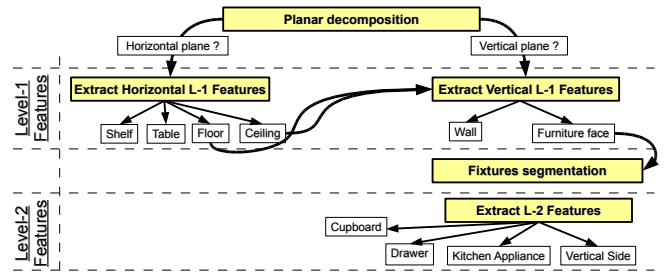 Planar decomposition
Horizontal plane ?
Vertical plane ?
Level-1
Features
Extract Horizontal L-1 Features
Extract Vertical L-1 Features
Shelf
Table
Floor
Ceiling
Wall
Furniture face
Fixtures segmentation
Level-2
Features
Extract L-2 Features
Cupboard
Drawer
Kitchen Appliance
Vertical Side